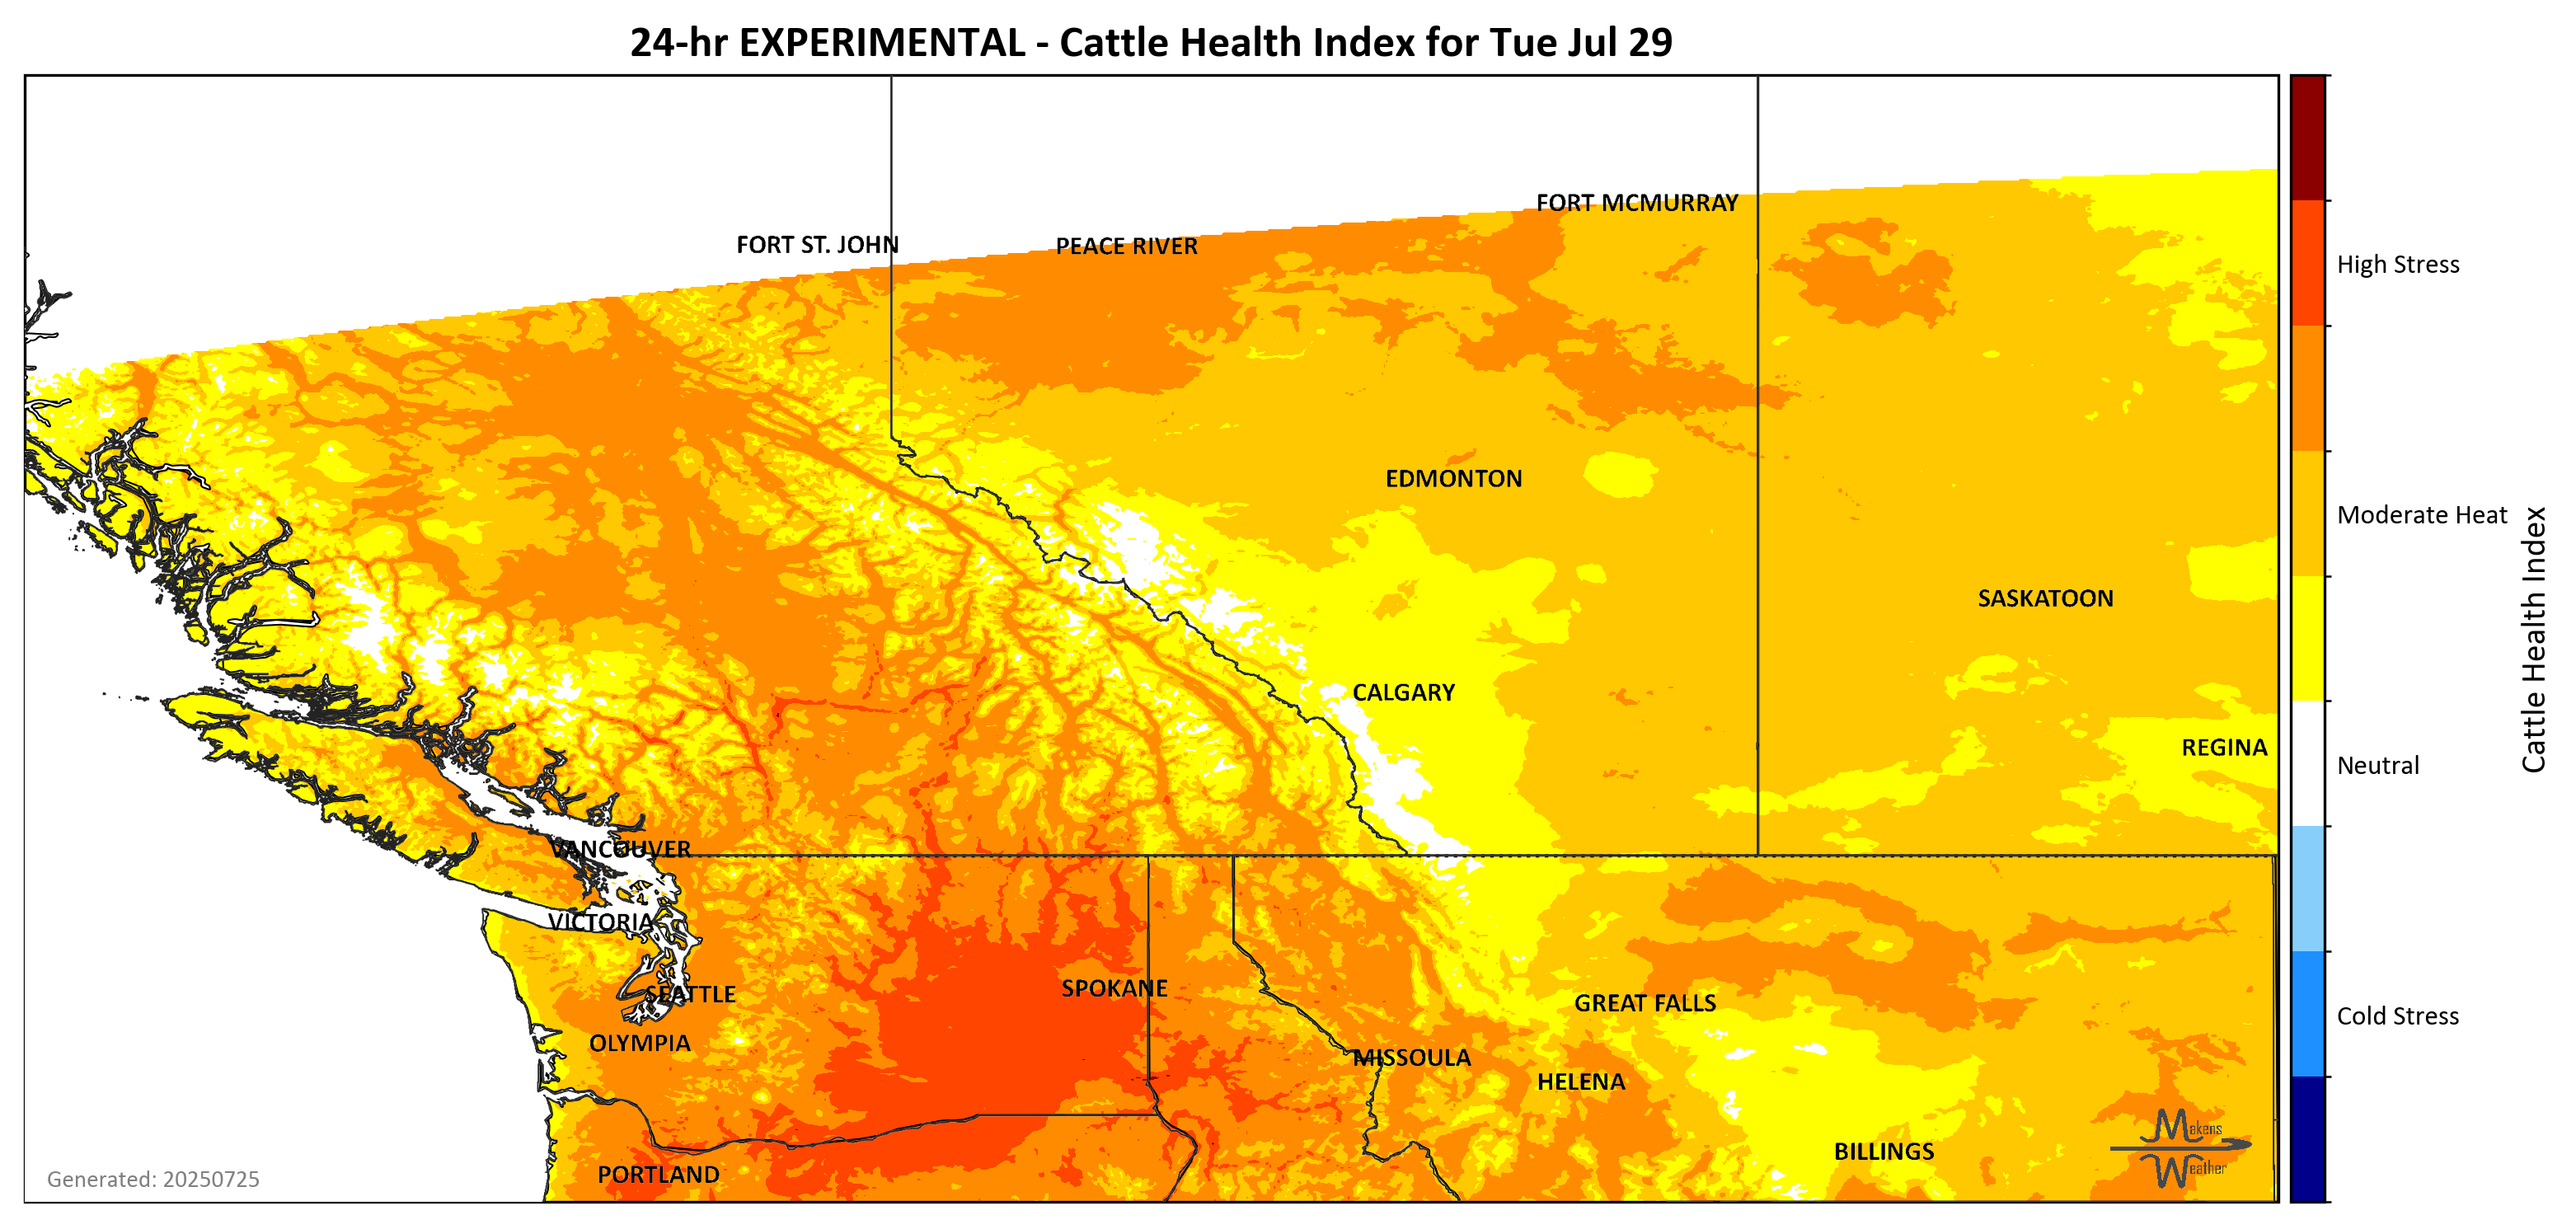 24-hr EXPERIMENTAL - Cattle Health Index for Tue Jul 29
FORT MCMURRAY
FORT ST. JOHN
PEACE RIVER
High Stress
EDMONTON
Moderate Heat
SASKATOON
Cattle Health Index
CALGARY
REGINA
Neutral
VANCOUVER
VICTORIA
SPOKANE
SEATTLE
GREAT FALLS
Cold Stress
OLYMPIA
MISSOULA
HELENA
Makens
BILLINGS
Weather
PORTLAND
Generated: 20250725